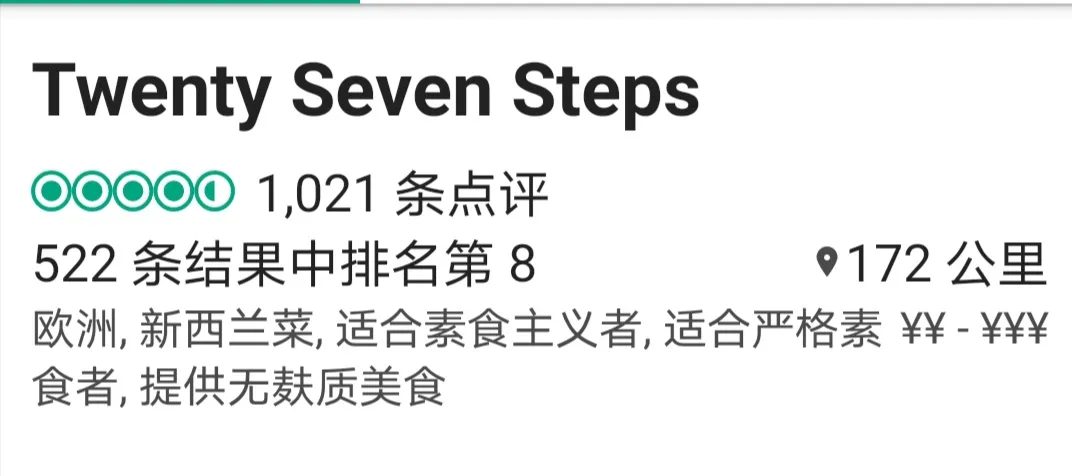 Twenty Seven Steps
1,021 条点评
522 条结果中排名第 8
172 公里
欧洲, 新西兰菜, 适合素食主义者, 适合严格素
¥¥ - ¥¥¥
食者, 提供无麸质美食